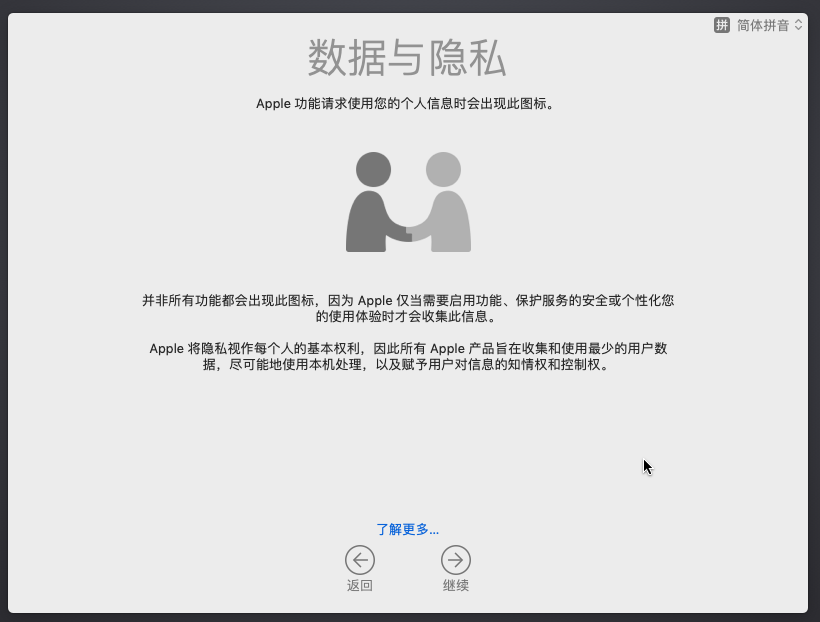 拼 简体拼音
数据与隐私
Apple 功能请求使用您的个人信息时会出现此图标。
并非所有功能都会出现此图标，因为 Apple 仅当需要启用功能、保护服务的安全或个性化您
的使用体验时才会收集此信息。
Apple 将隐私视作每个人的基本权利，因此所有 Apple 产品旨在收集和使用最少的用户数
据，尽可能地使用本机处理，以及赋予用户对信息的知情权和控制权。
了解更多...
返回 继续